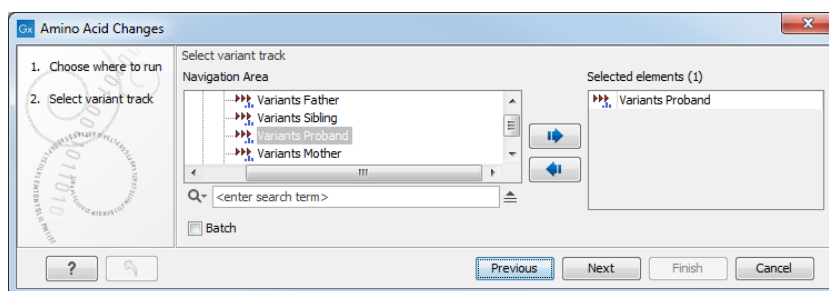 Gx Amino Acid Changes
1. Choose where to run
2. Select variant track
Select variant track
Navigation Area
Variants Father
Variants Sibling
Variants Proband
Variants Mother
<enter search term>
Batch
Selected elements (1)
Variants Proband
?
Previous
Next
Finish
Cancel